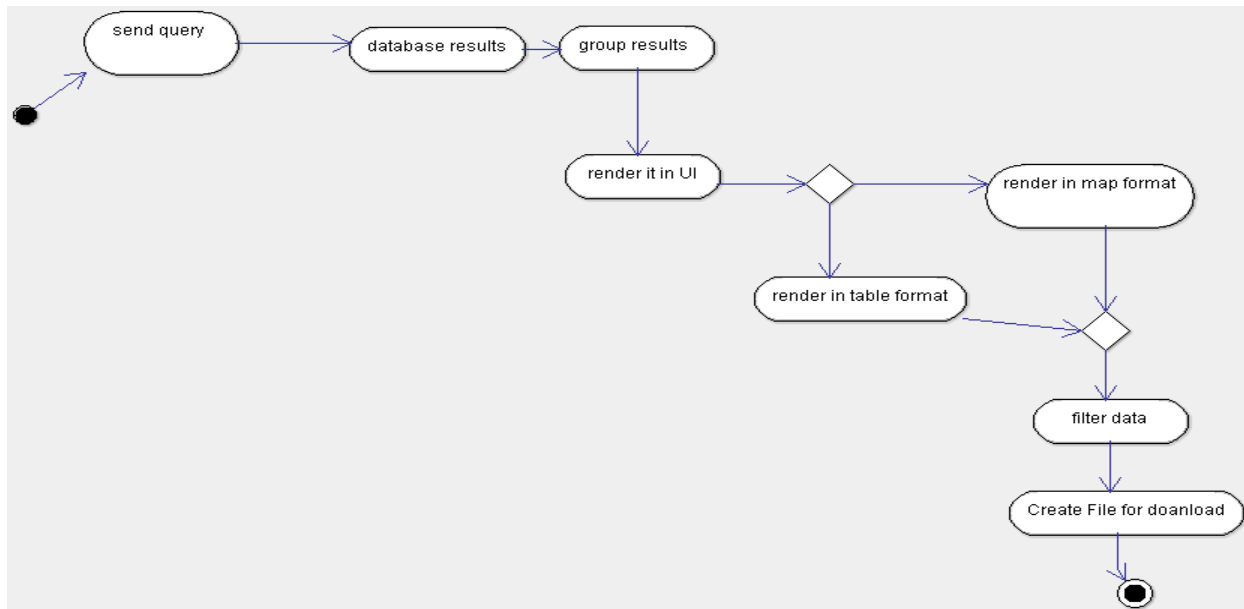 send query
database results
group results
render it in UI
render in map format
render in table format
filter data
Create File for doanload